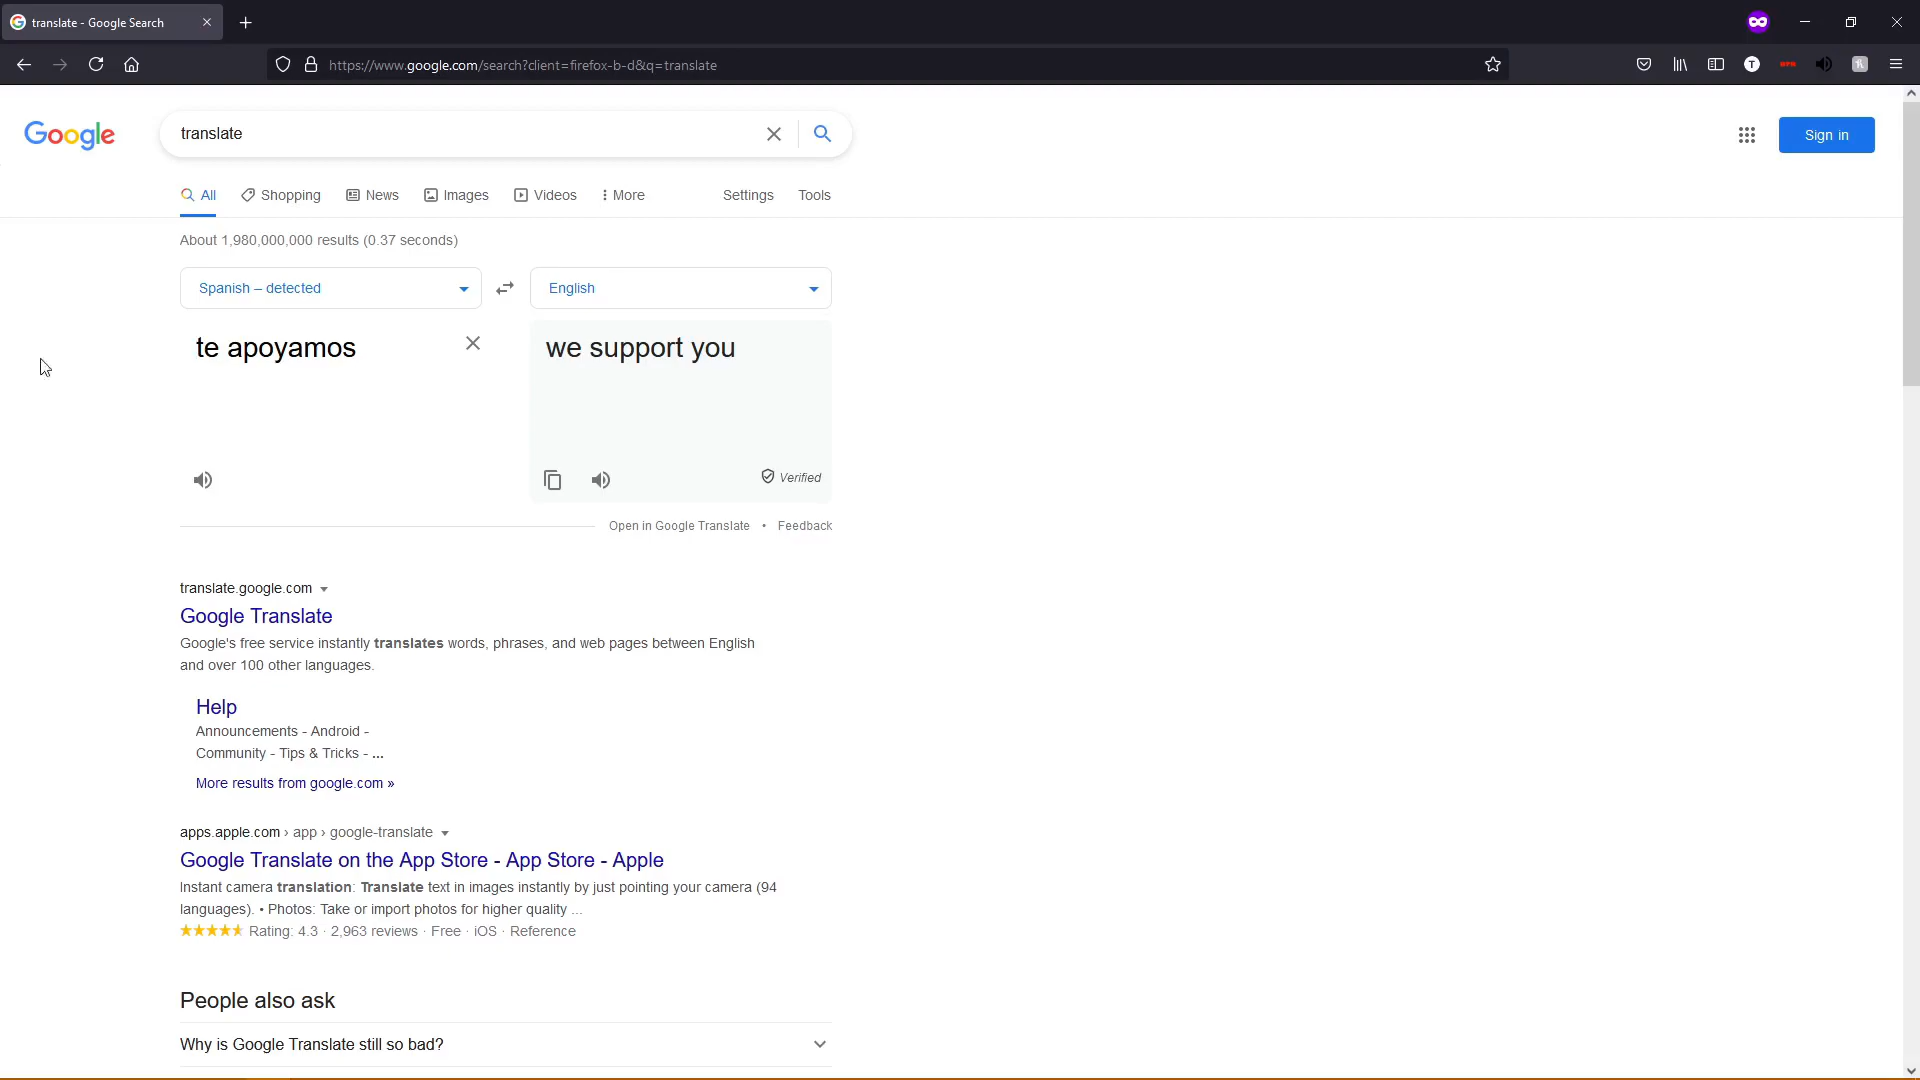 translate - Google Search
https://www.google.com/search?client=firefox-b-d&q=translate
Google
translate
Sign in
All
Shopping
News
Images
Videos
More
Settings
Tools
About 1,980,000,000 results (0.37 seconds)
Spanish – detected
English
te apoyamos
we support you
Verified
Open in Google Translate • Feedback
translate.google.com
Google Translate
Google's free service instantly translates words, phrases, and web pages between English
and over 100 other languages.
Help
Announcements - Android -
Community - Tips & Tricks - ...
More results from google.com »
apps.apple.com › app › google-translate
Google Translate on the App Store - App Store - Apple
Instant camera translation: Translate text in images instantly by just pointing your camera (94
languages). • Photos: Take or import photos for higher quality ...
Rating: 4.3 · 2,963 reviews · Free · iOS · Reference
People also ask
Why is Google Translate still so bad?